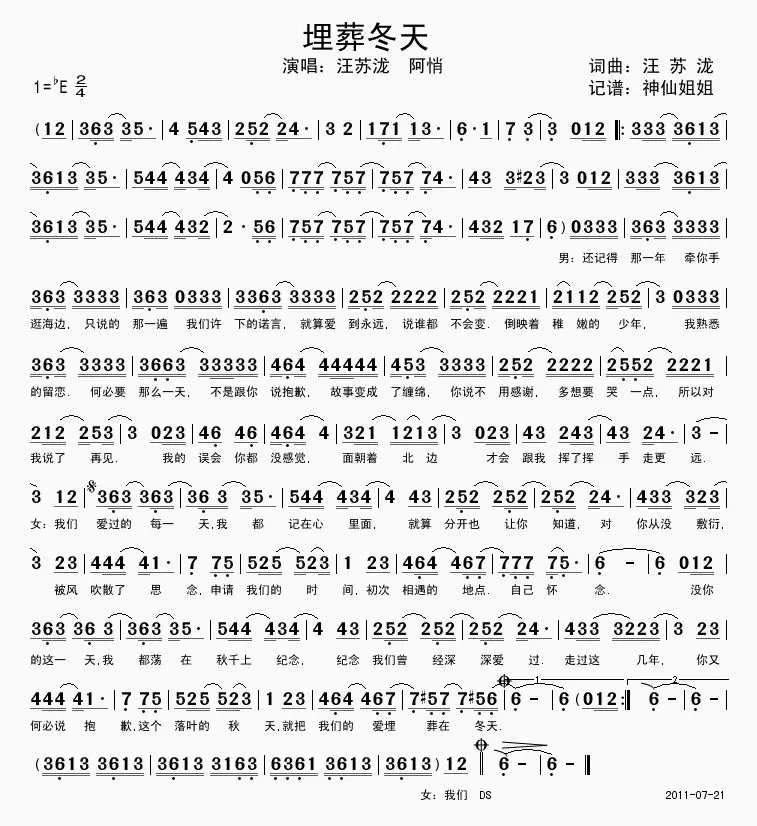 埋葬冬天
演唱：汪苏泷 阿悄
词曲：汪 苏 泷
1=♭E 2/4
记谱：神仙姐姐
(12|363 35·|4 543|252 24·|32|171 13·|6·1|73|3 012‖:333 3613|
3613 35·|544 434|4 056|777 757|757 74·|43 3#23|3 012|333 3613|
3613 35·|544 432|2·56|757 757|757 74·|432 17|6)0333|363 3333|
男：还记得 那一年 牵你手
363 3333|363 0333|3363 3333|252 2222|252 2221|2112 252|3 0333|
逛海边，只说的 那一遍 我们许 下的诺言，就算爱 到永远，说谁都 不会变．倒映着 稚 嫩的 少年， 我熟悉
363 3333|3663 33333|464 44444|453 3333|252 2222|2552 2221|
的留恋．何必要 那么一天，不是跟你 说抱歉，故事变成 了缠绵，你说不 用感谢，多想要 哭 一点，所以对
212 253|3 023|46 46|464 4|321 1213|3 023|43 243|43 24·|3-|
我说了 再见． 我的 误会 你都 没感觉， 面朝着 北 边 才会 跟我 挥了挥 手 走更 远．
3 12|363 363|363 35·|544 434|43|252 252|252 24·|433 323|
女：我们 爱过的 每一 天，我 都 记在心 里面， 就算 分开也 让你 知道，对 你从没 敷衍，
3 23|444 41·|7 75|525 523|1 23|464 467|777 75·|6-|6 012|
被风 吹散了 思 念，申请 我们的 时 间，初次 相遇的 地点．自己 怀 念． 没你
363 363|363 35·|544 434|43|252 252|252 24·|433 3223|3 23|
的这一 天，我 都荡 在 秋千上 纪念， 纪念 我们曾 经深 深爱 过．走过这 几年， 你又
444 41·|7 75|525 523|1 23|464 467|7#57 7#56|6-|6(012:‖6-|6-|
1
2
何必说 抱 歉，这个 落叶的 秋 天，就把 我们的 爱埋 葬在 冬天．
(3613 3613|3613 3613|3613 3163|6363 6361|3613 3613)12‖6-|6-‖
女：我们 DS
2011-07-21